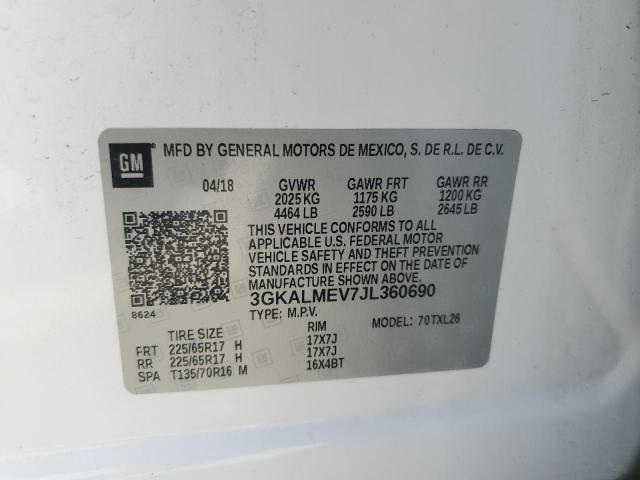 GM MFD BY GENERAL MOTORS DE MEXICO, S. DE R.L. DE C.V.
04/18 GVWR GAWR FRT GAWR RR
2025 KG 1175 KG 1200 KG
4464 LB 2590 LB 2645 LB
THIS VEHICLE CONFORMS TO ALL
APPLICABLE U.S. FEDERAL MOTOR
VEHICLE SAFETY AND THEFT PREVENTION
STANDARDS IN EFFECT ON THE DATE OF
MANUFACTURE SHOWN ABOVE.
8624 3GKALMEV7JL360690
TYPE: M.P.V. MODEL: 70TXL26
TIRE SIZE RIM
FRT 225/65R17 H 17X7J
RR 225/65R17 H 17X7J
SPA T135/70R16 M 16X4BT